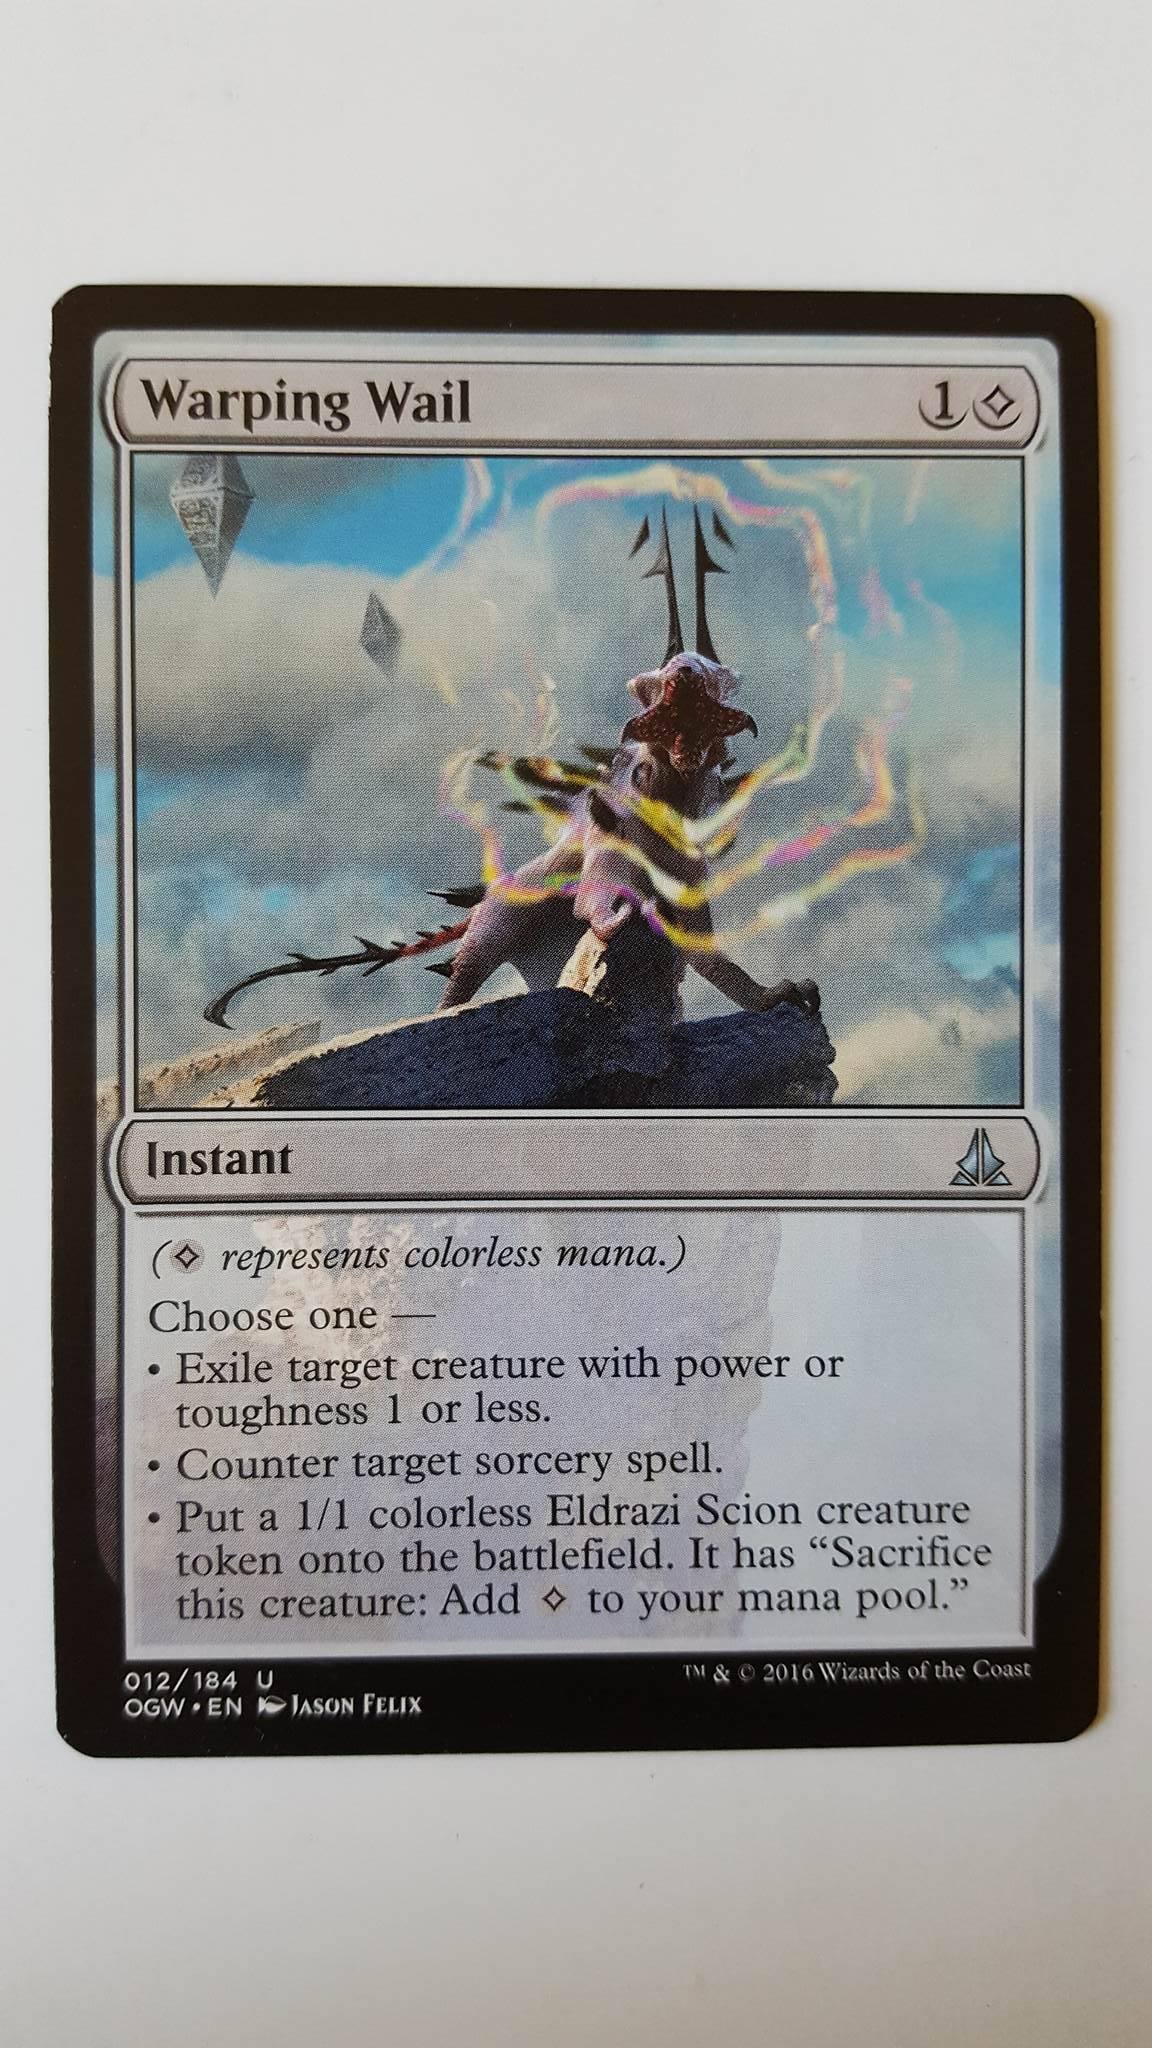 Warping Wail 1
Instant
( represents colorless mana.)
Choose one —
• Exile target creature with power or
toughness 1 or less.
• Counter target sorcery spell.
• Put a 1/1 colorless Eldrazi Scion creature
token onto the battlefield. It has “Sacrifice
this creature: Add  to your mana pool.”
012/184 U
OGW • EN Jason Felix
™ & © 2016 Wizards of the Coast